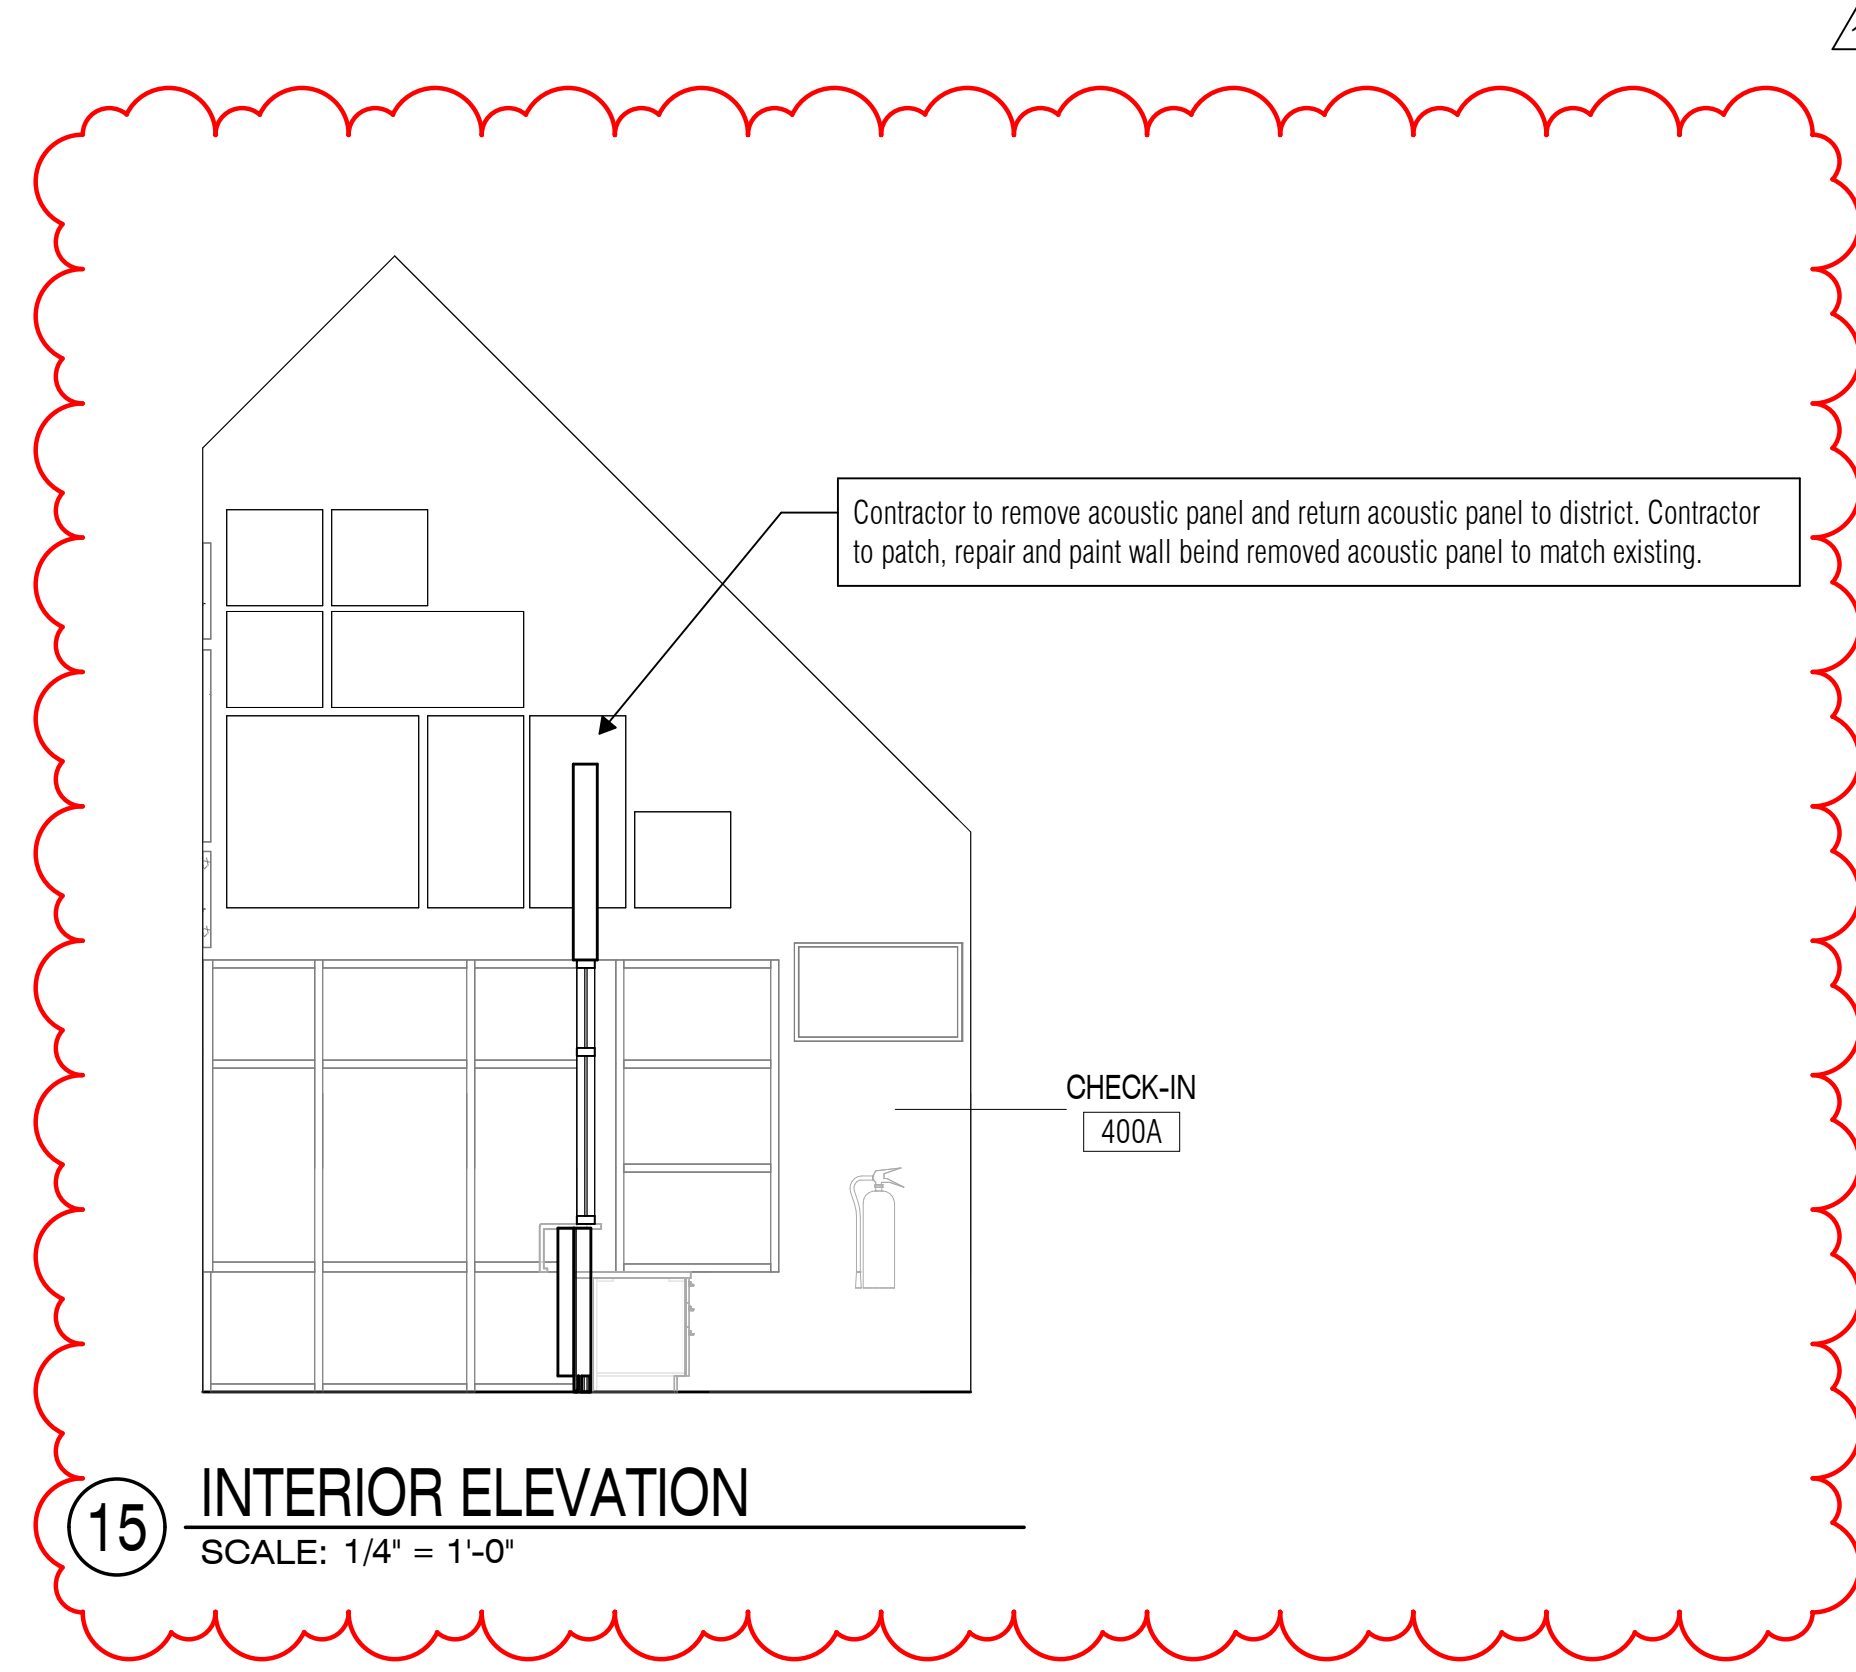 Contractor to remove acoustic panel and return acoustic panel to district. Contractor
to patch, repair and paint wall beind removed acoustic panel to match existing.
CHECK-IN
400A
15
INTERIOR ELEVATION
SCALE: 1/4" = 1'-0"